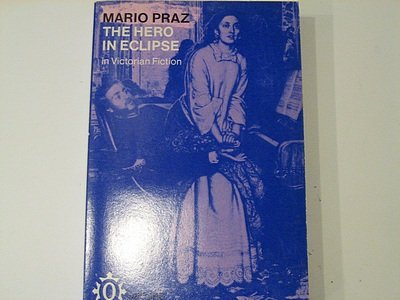 MARIO PRAZ
THE HERO
IN ECLIPSE
in Victorian Fiction